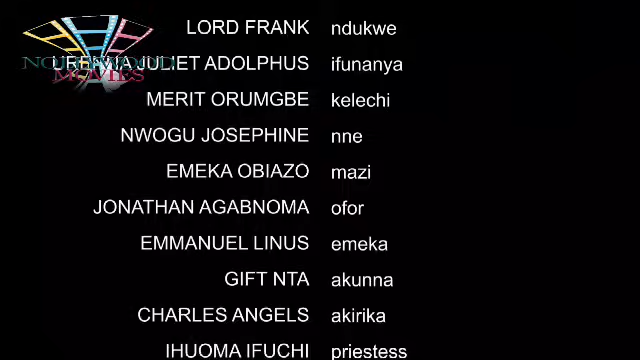 LORD FRANK ndukwe
JULIET ADOLPHUS ifunanya
MOVIES
MERIT ORUMGBE kelechi
NWOGU JOSEPHINE nne
EMEKA OBIAZO mazi
JONATHAN AGABNOMA ofor
EMMANUEL LINUS emeka
GIFT NTA akunna
CHARLES ANGELS akirika
IHUOMA IFUCHI priestess